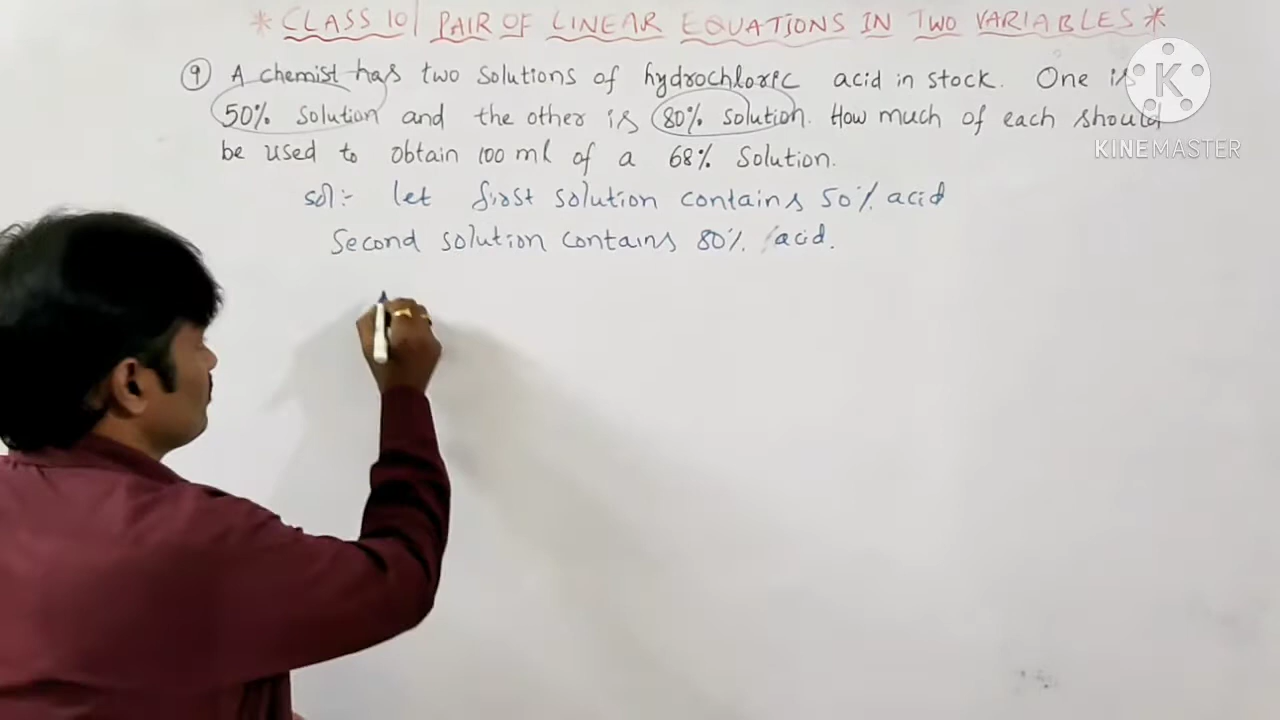 * CLASS 10 | PAIR OF LINEAR EQUATIONS IN TWO VARIABLES *
9 A chemist has two solutions of hydrochloric acid in stock. One is
50% solution and the other is 80% solution. How much of each should
be used to obtain 100 ml of a 68% solution.
Sol:- let first solution contains 50% acid
Second solution contains 80% acid.
K
KINEMASTER